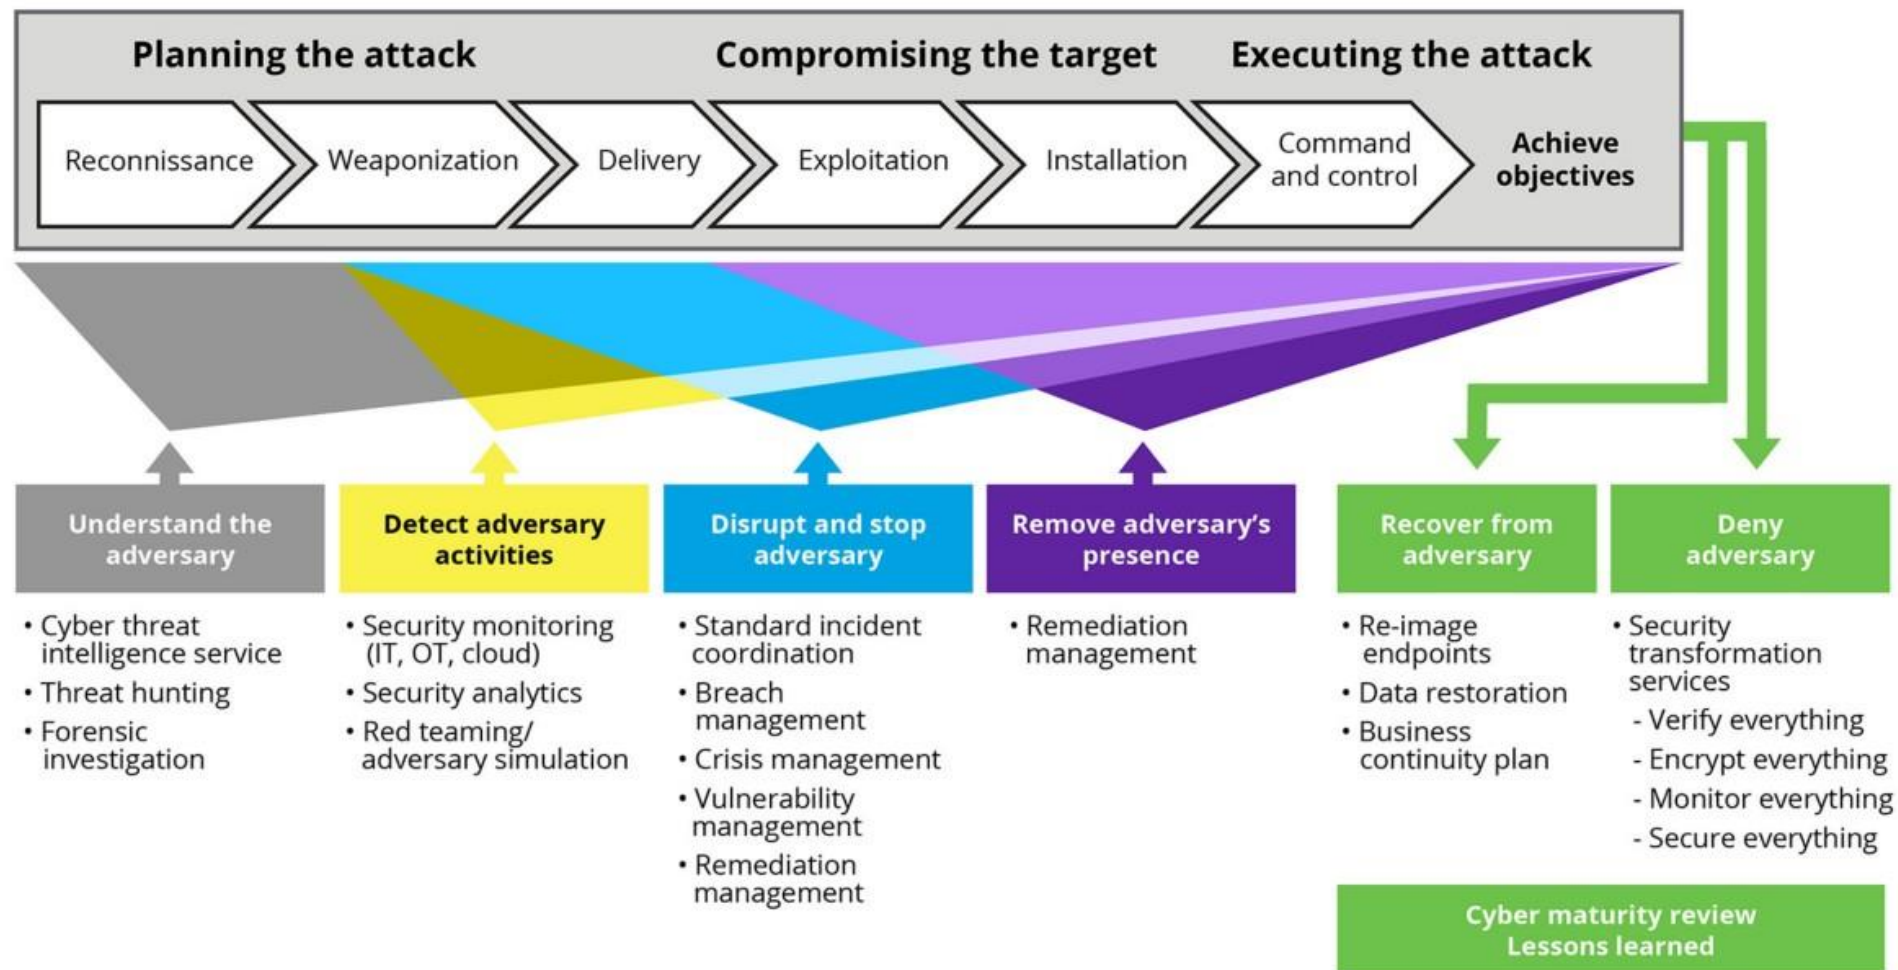 Planning the attack
Compromising the target
Executing the attack
Reconnissance
Weaponization
Delivery
Exploitation
Installation
Command
and control
Achieve
objectives
Understand the
adversary
• Cyber threat
intelligence service
• Threat hunting
• Forensic
investigation
Detect adversary
activities
• Security monitoring
(IT, OT, cloud)
• Security analytics
• Red teaming/
adversary simulation
Disrupt and stop
adversary
• Standard incident
coordination
• Breach
management
• Crisis management
• Vulnerability
management
• Remediation
management
Remove adversary’s
presence
• Remediation
management
Recover from
adversary
• Re-image
endpoints
• Data restoration
• Business
continuity plan
Deny
adversary
• Security
transformation
services
- Verify everything
- Encrypt everything
- Monitor everything
- Secure everything
Cyber maturity review
Lessons learned